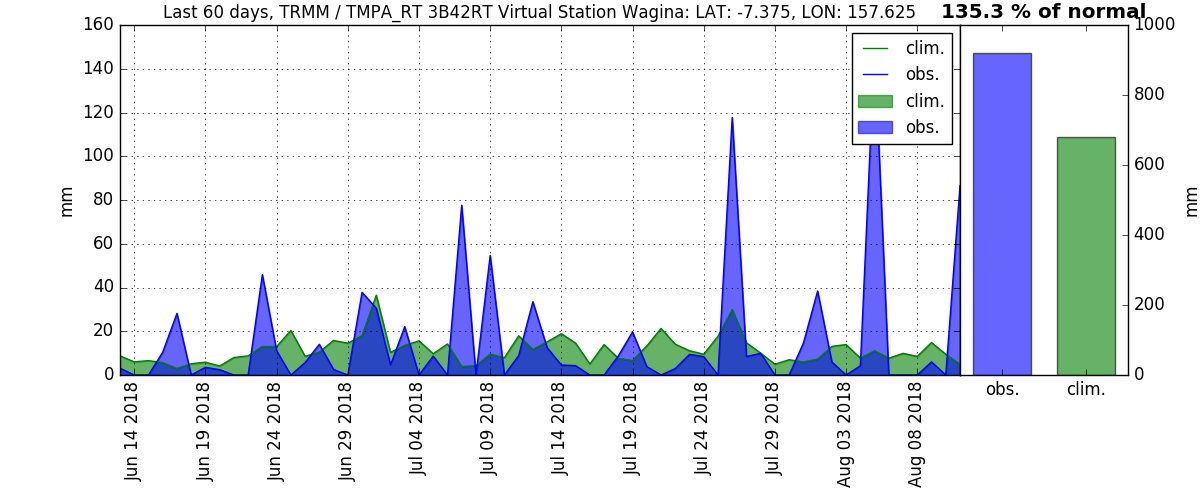 Last 60 days, TRMM / TMPA_RT 3B42RT Virtual Station Wagina: LAT: -7.375, LON: 157.625
135.3 % of normal
160
140
120
100
80
60
40
20
0
mm
clim.
obs.
clim.
obs.
1000
800
600
400
200
0
mm
Jun 14 2018
Jun 19 2018
Jun 24 2018
Jun 29 2018
Jul 04 2018
Jul 09 2018
Jul 14 2018
Jul 19 2018
Jul 24 2018
Jul 29 2018
Aug 03 2018
Aug 08 2018
obs.
clim.